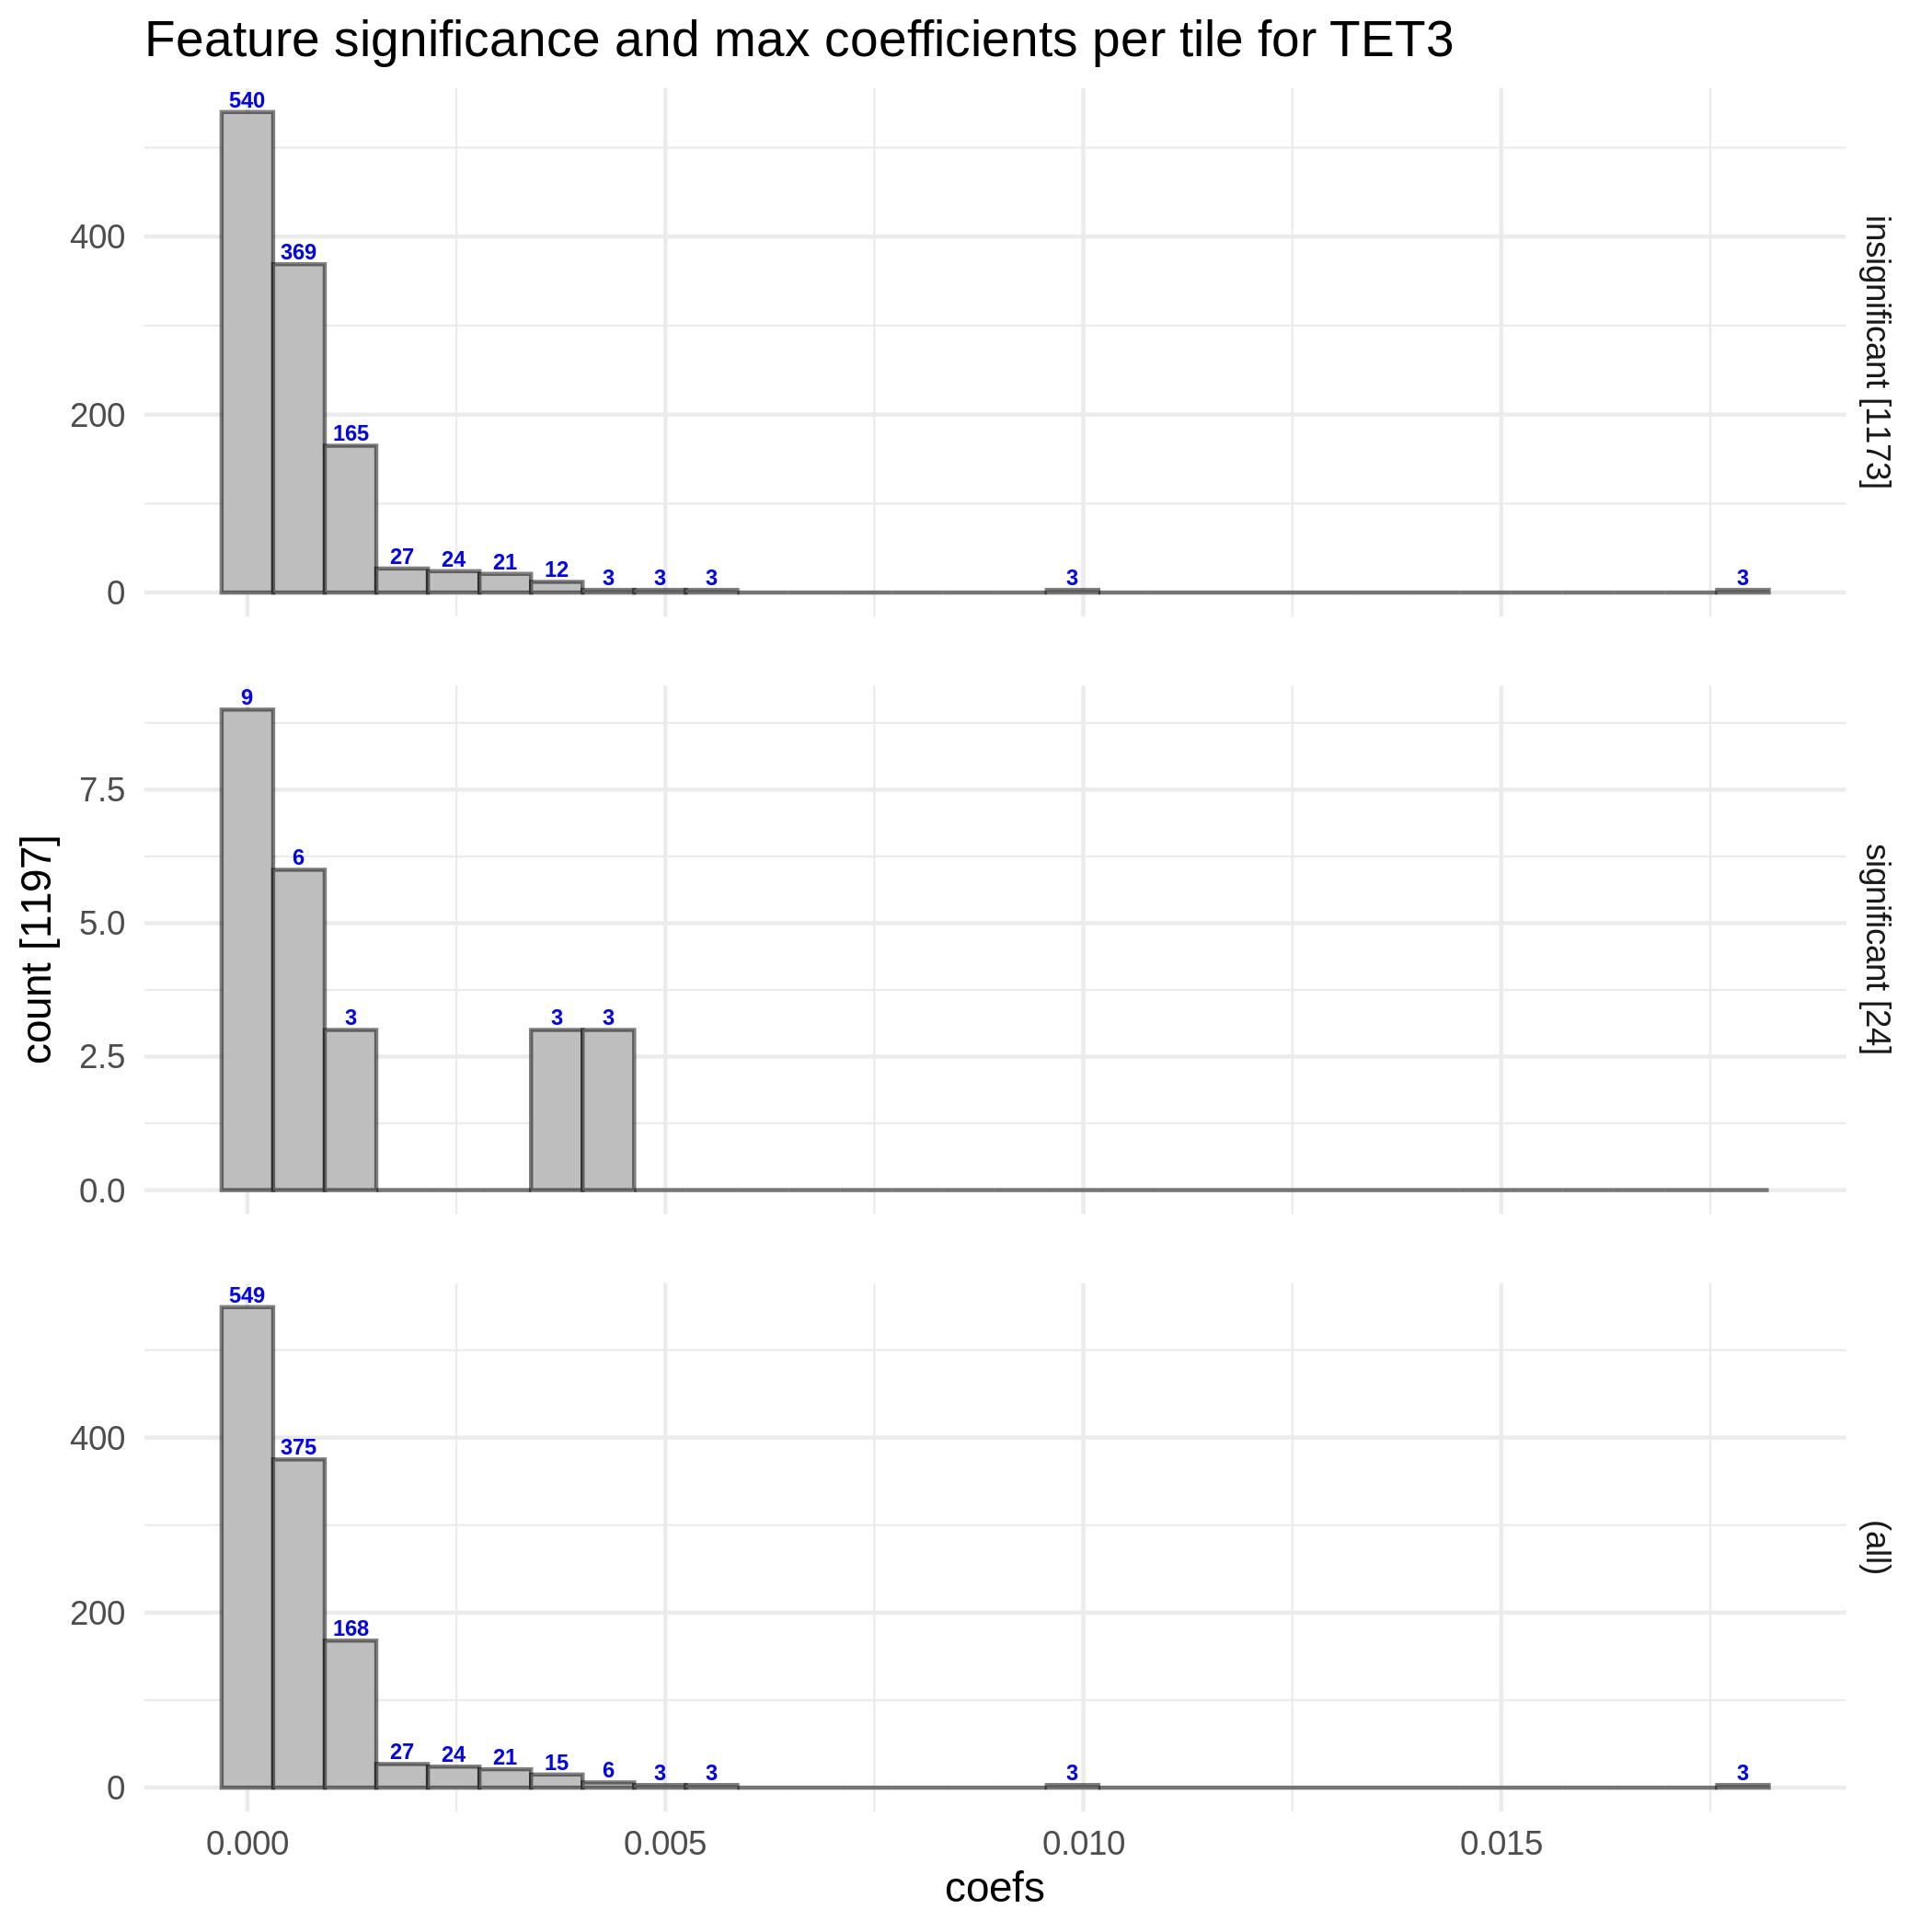 Feature significance and max coefficients per tile for TET3
540
369
165
27 24 21 12 3 3 3 3 3
400
200
0
insignificant [1173]
9
6
3 3 3
7.5
5.0
2.5
0.0
significant [24]
count [1197]
549
375
168
27 24 21 15 6 3 3 3 3
400
200
0
(all)
0.000 0.005 0.010 0.015
coefs